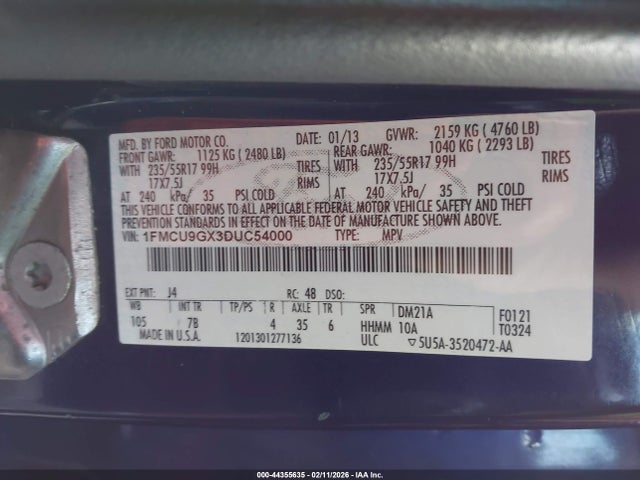 MFD. BY FORD MOTOR CO. DATE: 01/13 GVWR: 2159 KG ( 4760 LB)
FRONT GAWR: 1125 KG ( 2480 LB) REAR GAWR: 1040 KG ( 2293 LB)
WITH 235/55R17 99H TIRES WITH 235/55R17 99H TIRES
17X7.5J RIMS 17X7.5J RIMS
AT 240 kPa/ 35 PSI COLD AT 240 kPa/ 35 PSI COLD
THIS VEHICLE CONFORMS TO ALL APPLICABLE FEDERAL MOTOR VEHICLE SAFETY AND THEFT
PREVENTION STANDARDS IN EFFECT ON THE DATE OF MANUFACTURE SHOWN ABOVE.
VIN: 1FMCU9GX3DUC54000 TYPE: MPV
EXT PNT: J4 RC: 48 DSO:
WB INT TR TP/PS R AXLE TR SPR DM21A F0121
105 7B 4 35 6 HHMM 10A T0324
MADE IN U.S.A. 1201301277136 ULC ▽5U5A-3520472-AA
000-44355635 - 02/11/2026 - IAA Inc.